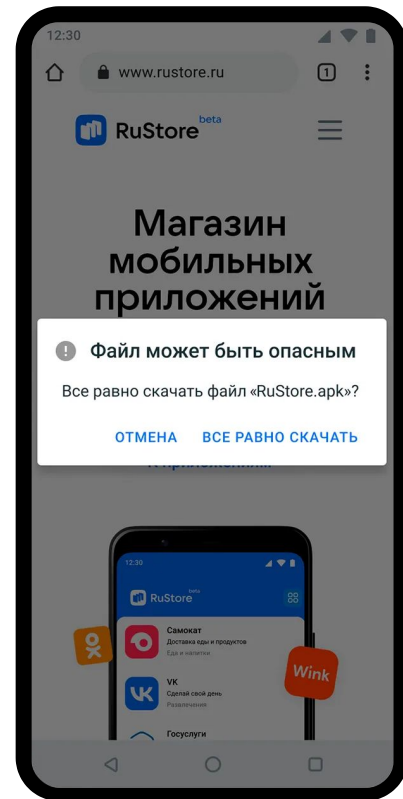 12:30
www.rustore.ru
1
RuStore beta
Магазин
мобильных
приложений
Файл может быть опасным
Все равно скачать файл «RuStore.apk»?
ОТМЕНА ВСЕ РАВНО СКАЧАТЬ
12:30
RuStore beta
Самокат
Доставка еды и продуктов
Еда и напитки
Wink
VK
Сделай свой день
Развлечения
Госуслуги